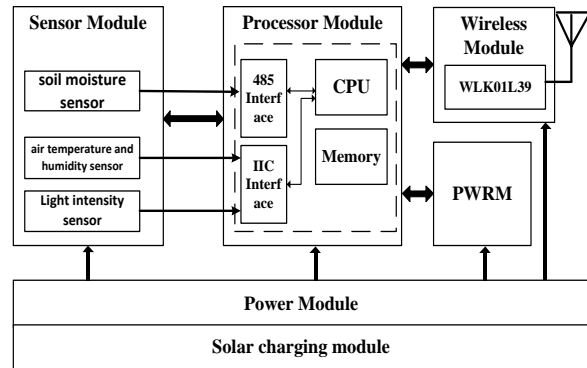 Sensor Module
soil moisture
sensor
air temperature and
humidity sensor
Light intensity
sensor
Processor Module
485
Interf
ace
IIC
Interf
ace
CPU
Memory
Wireless
Module
WLK01L39
PWRM
Power Module
Solar charging module